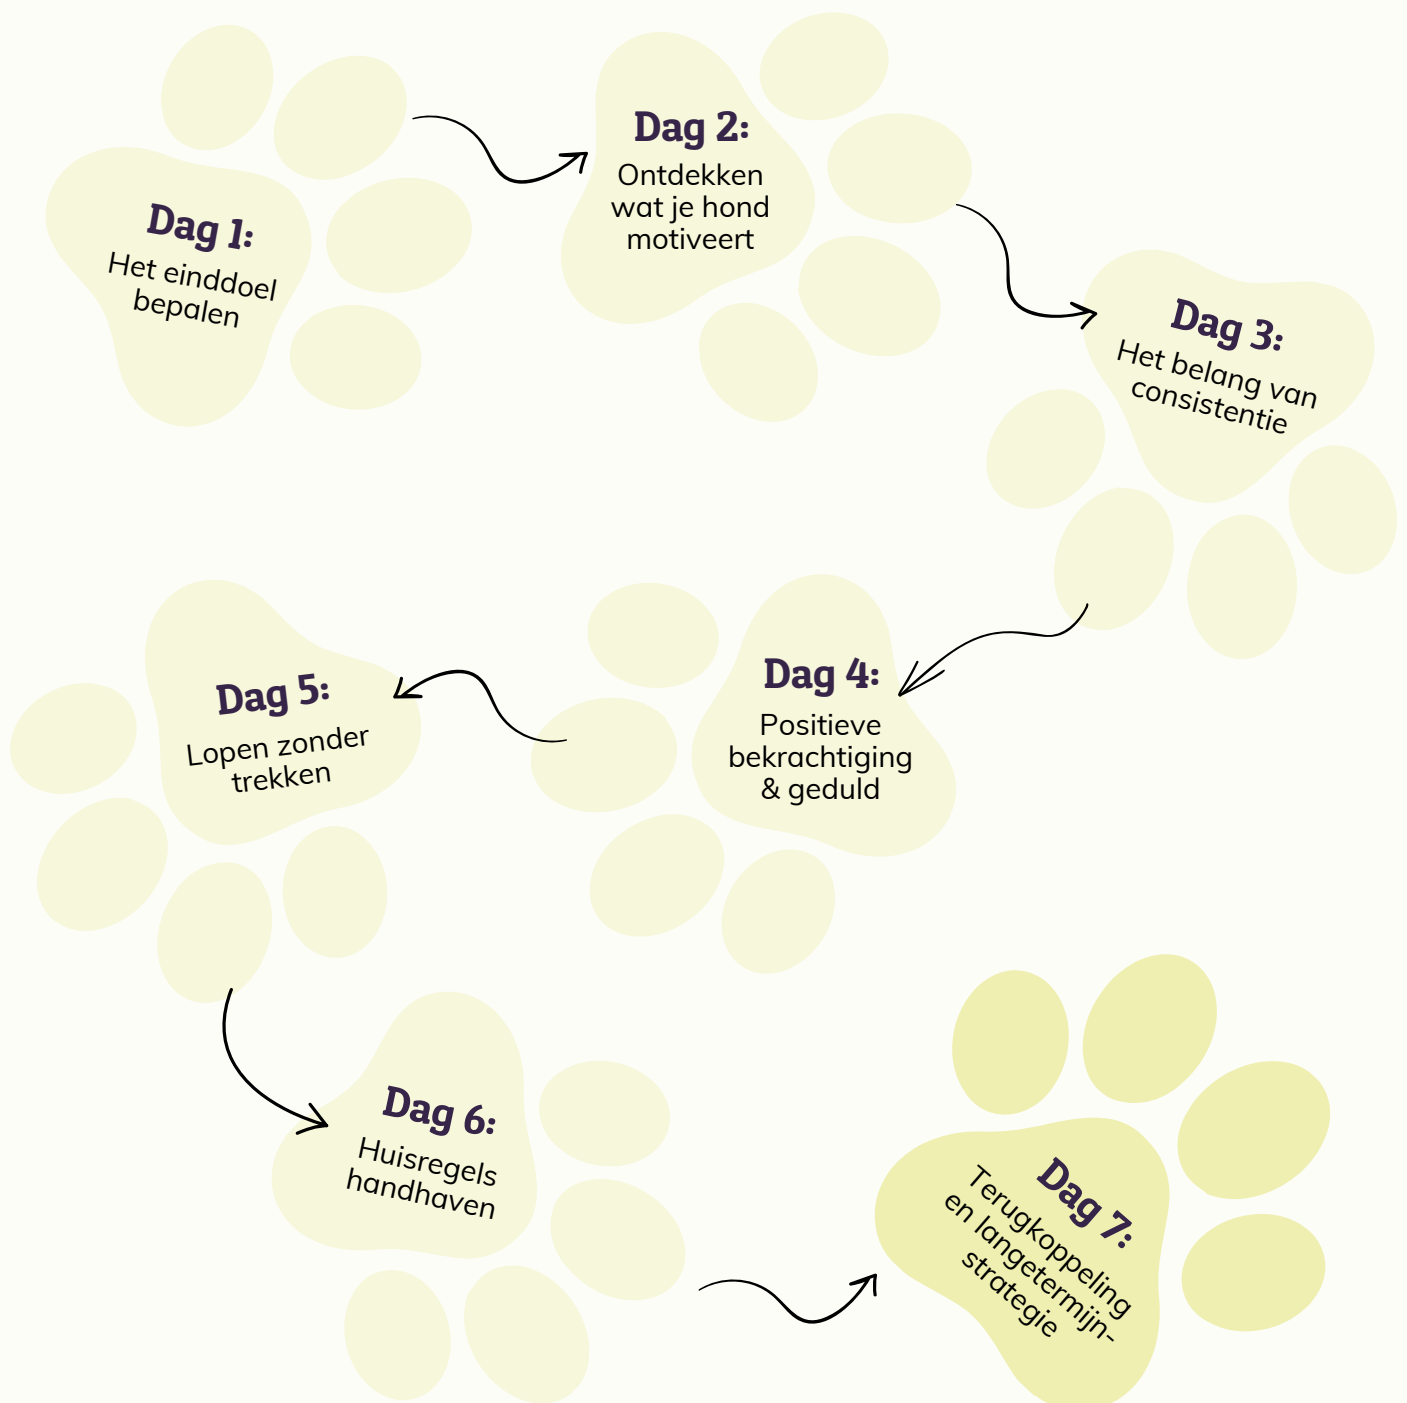 Dag 1:
Het einddoel
bepalen
Dag 2:
Ontdekken
wat je hond
motiveert
Dag 3:
Het belang van
consistentie
Dag 4:
Positieve
bekrachtiging
& geduld
Dag 5:
Lopen zonder
trekken
Dag 6:
Huisregels
handhaven
Dag 7:
Terugkoppeling
en langetermijn-
strategie